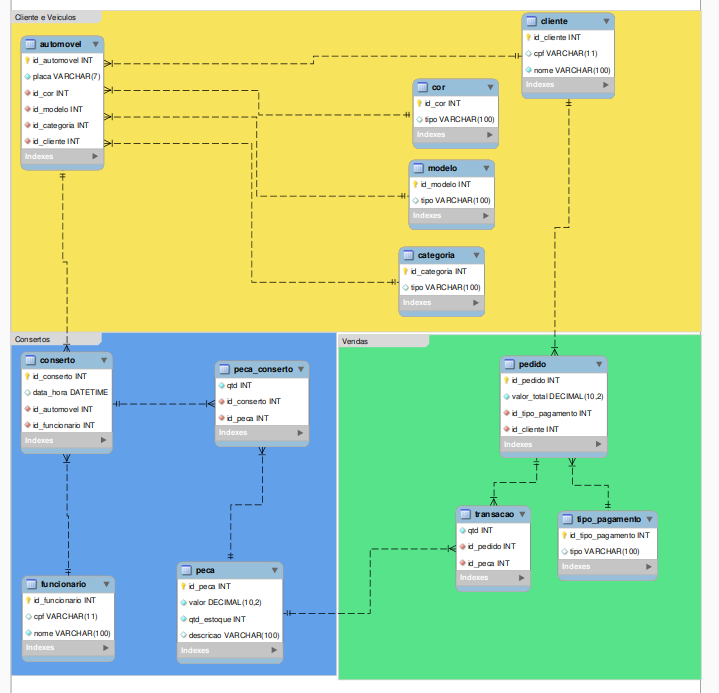 Cliente e Veículos
automovel
id_automovel INT
placa VARCHAR(7)
id_cor INT
id_modelo INT
id_categoria INT
id_cliente INT
Indexes
cliente
id_cliente INT
cpf VARCHAR(11)
nome VARCHAR(100)
Indexes
cor
id_cor INT
tipo VARCHAR(100)
Indexes
modelo
id_modelo INT
tipo VARCHAR(100)
Indexes
categoria
id_categoria INT
tipo VARCHAR(100)
Indexes
Consertos
conserto
id_conserto INT
data_hora DATETIME
id_automovel INT
id_funcionario INT
Indexes
peca_conserto
qtd INT
id_conserto INT
id_peca INT
Indexes
funcionario
id_funcionario INT
cpf VARCHAR(11)
nome VARCHAR(100)
Indexes
peca
id_peca INT
valor DECIMAL(10,2)
qtd_estoque INT
descricao VARCHAR(100)
Indexes
Vendas
pedido
id_pedido INT
valor_total DECIMAL(10,2)
id_tipo_pagamento INT
id_cliente INT
Indexes
transacao
qtd INT
id_pedido INT
id_peca INT
Indexes
tipo_pagamento
id_tipo_pagamento INT
tipo VARCHAR(100)
Indexes